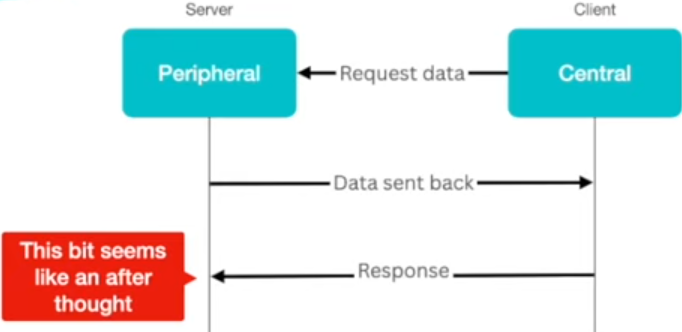 Server
Client
Peripheral
Request data
Central
Data sent back
This bit seems
like an after
thought
Response